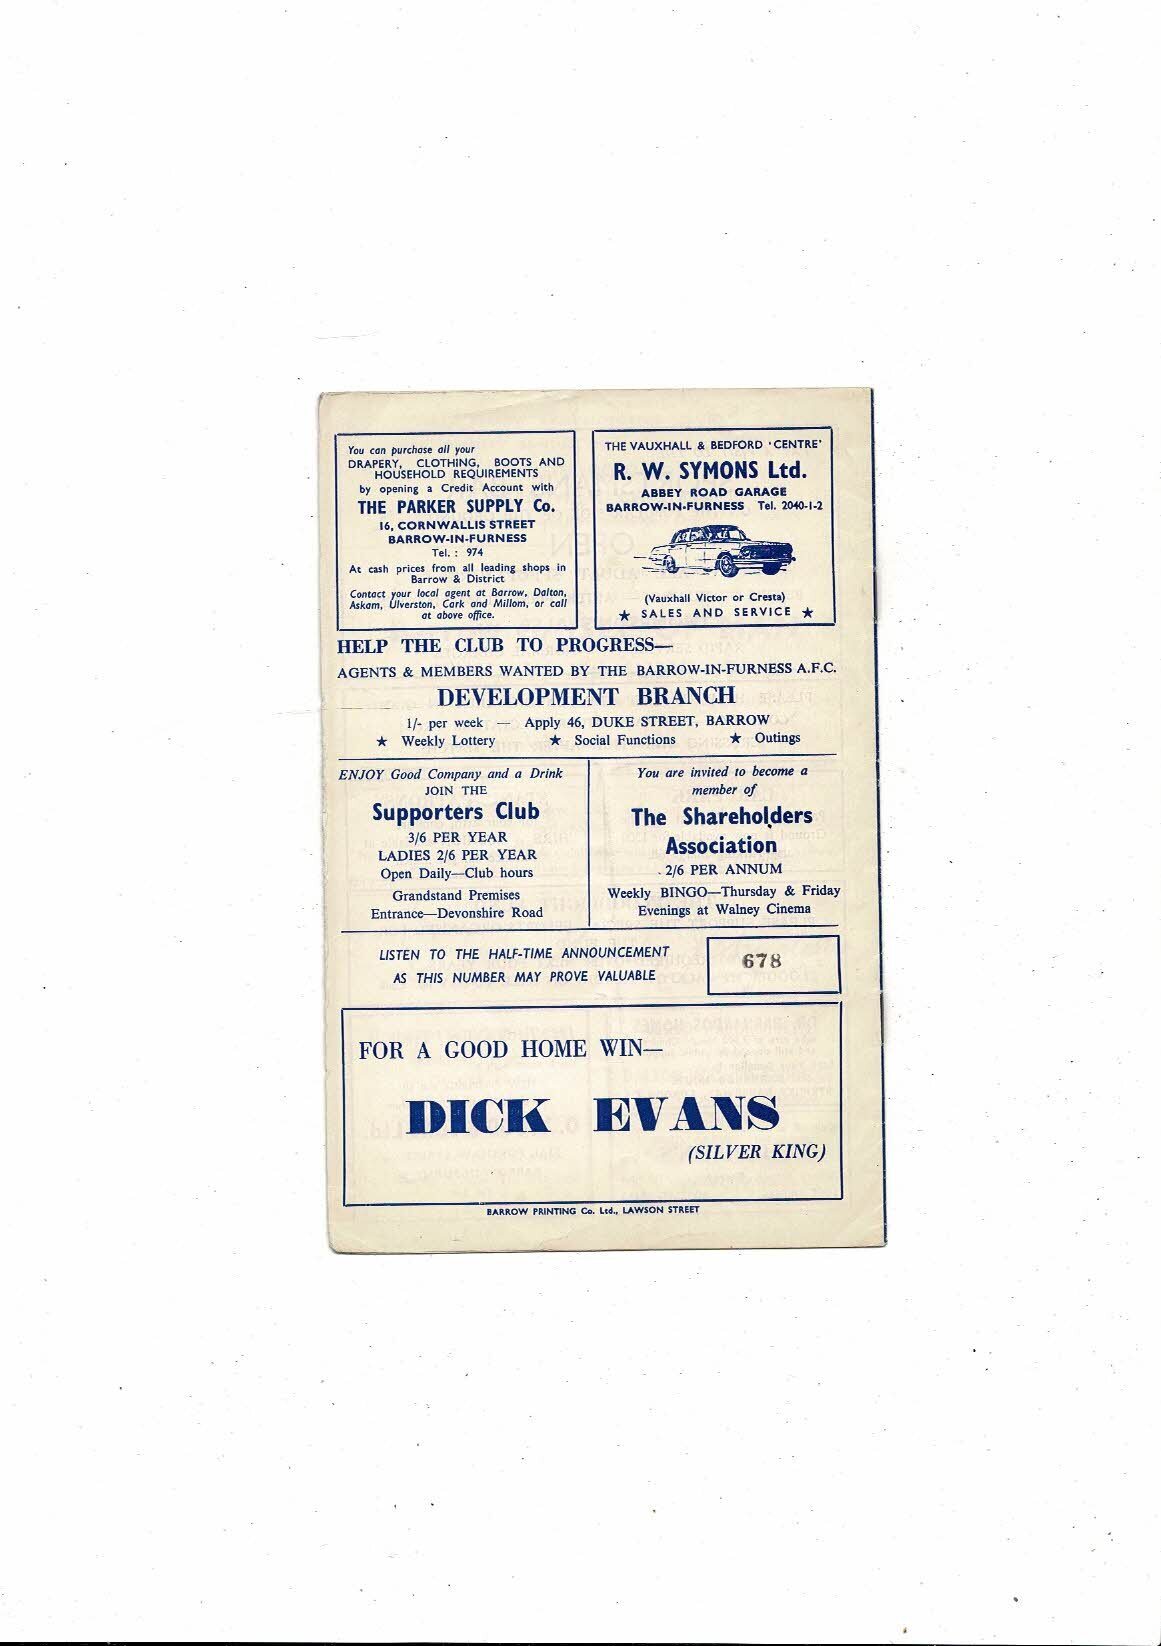 You can purchase all your
DRAPERY, CLOTHING, BOOTS AND
HOUSEHOLD REQUIREMENTS
by opening a Credit Account with
THE PARKER SUPPLY Co.
16, CORNWALLIS STREET
BARROW-IN-FURNESS
Tel. : 974
At cash prices from all leading shops in
Barrow & District
Contact your local agent at Barrow, Dalton,
Askam, Ulverston, Cark and Millom, or call
at above office.
THE VAUXHALL & BEDFORD 'CENTRE'
R. W. SYMONS Ltd.
ABBEY ROAD GARAGE
BARROW-IN-FURNESS Tel. 2040-1-2
(Vauxhall Victor or Cresta)
★ SALES AND SERVICE ★
HELP THE CLUB TO PROGRESS—
AGENTS & MEMBERS WANTED BY THE BARROW-IN-FURNESS A.F.C.
DEVELOPMENT BRANCH
1/- per week — Apply 46, DUKE STREET, BARROW
★ Weekly Lottery ★ Social Functions ★ Outings
ENJOY Good Company and a Drink
JOIN THE
Supporters Club
3/6 PER YEAR
LADIES 2/6 PER YEAR
Open Daily—Club hours
Grandstand Premises
Entrance—Devonshire Road
You are invited to become a
member of
The Shareholders
Association
2/6 PER ANNUM
Weekly BINGO—Thursday & Friday
Evenings at Walney Cinema
LISTEN TO THE HALF-TIME ANNOUNCEMENT
AS THIS NUMBER MAY PROVE VALUABLE
678
FOR A GOOD HOME WIN—
DICK EVANS
(SILVER KING)
BARROW PRINTING Co. Ltd., LAWSON STREET